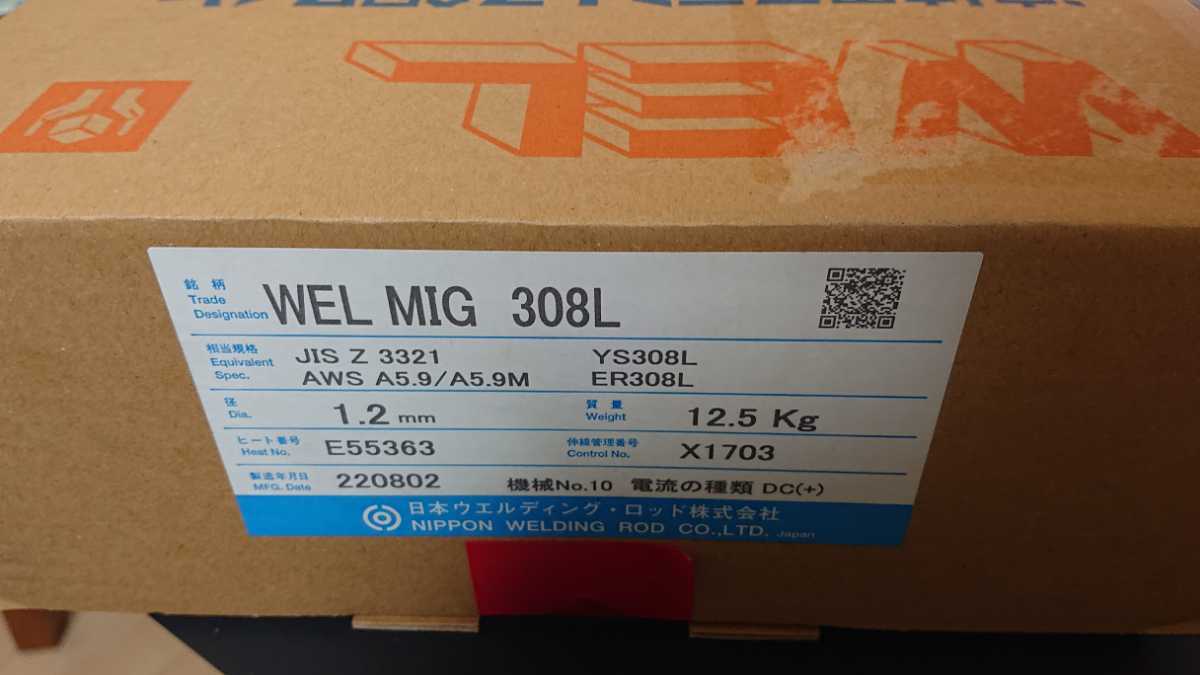 WEL
銘柄
Trade
Designation
WEL MIG 308L
相当規格
Equivalent
Spec.
JIS Z 3321 YS308L
AWS A5.9/A5.9M ER308L
径
Dia.
1.2 mm
質量
Weight
12.5 Kg
ヒート番号
Heat No.
E55363
伸線管理番号
Control No.
X1703
製造年月日
MFG. Date
220802
機械No.10 電流の種類 DC(+)
日本ウエルディング・ロッド株式会社
NIPPON WELDING ROD CO.,LTD. Japan